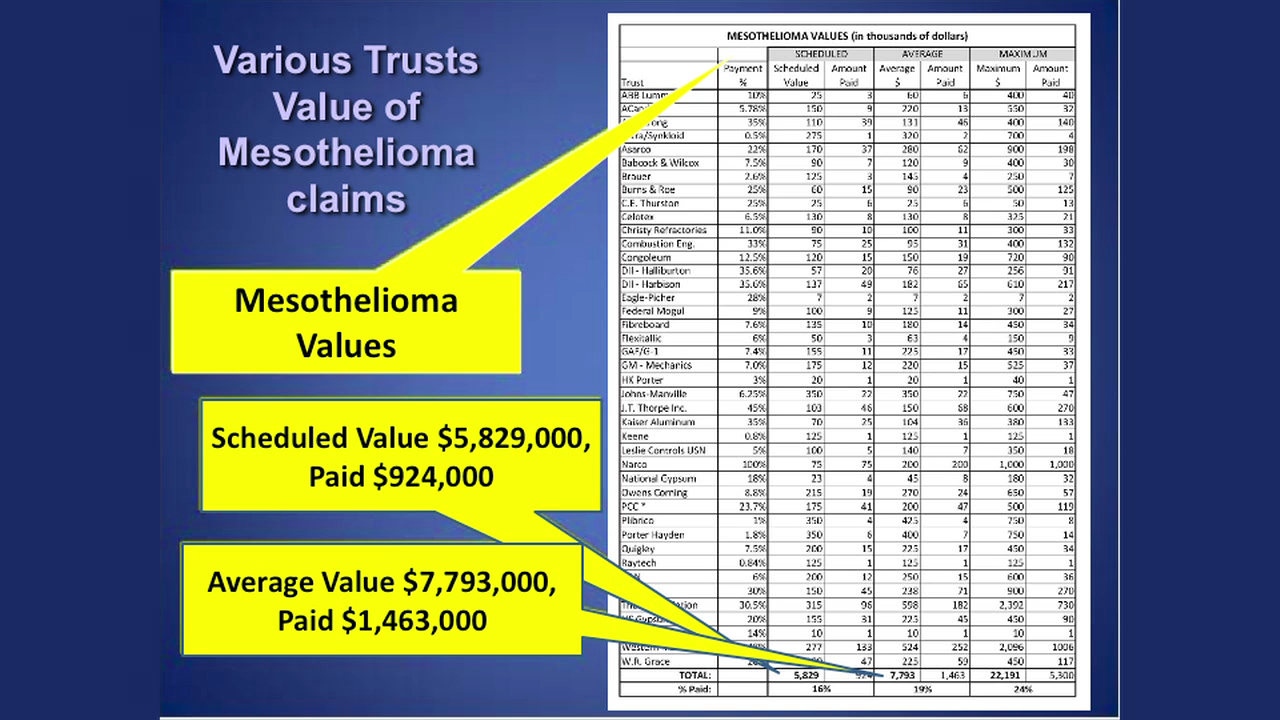 Various Trusts
Value of
Mesothelioma
claims
Mesothelioma
Values
Scheduled Value $5,829,000,
Paid $924,000
Average Value $7,793,000,
Paid $1,463,000
MESOTHELIOMA VALUES (in thousands of dollars)
SCHEDULED AVERAGE MAXIMUM
Payment Scheduled Amount Average Amount Maximum Amount
Trust % Value Paid $ Paid $ Paid
ABB Lumm 10% 25 3 60 6 400 40
5.78% 150 9 220 13 550 32
35% 110 39 131 46 400 140
/Synkloid 0.5% 275 1 320 2 700 4
Asarco 22% 170 37 280 62 900 198
Babcock & Wilcox 7.5% 90 7 120 9 400 30
Brauer 2.6% 125 3 145 4 250 7
Burns & Roe 25% 60 15 90 23 500 125
C.E. Thurston 25% 25 6 25 6 50 13
Celotex 6.5% 130 8 130 8 325 21
Christy Refractories 11.0% 90 10 100 11 300 33
Combustion Eng. 33% 75 25 95 31 400 132
Congoleum 12.5% 120 15 150 19 720 90
DII - Halliburton 35.6% 57 20 76 27 256 91
DII - Harbison 35.6% 137 49 182 65 610 217
Eagle-Picher 28% 7 2 7 2 7 2
Federal Mogul 9% 100 9 125 11 300 27
Fibreboard 7.6% 135 10 180 14 450 34
Flexitallic 6% 50 3 63 4 150 9
GAF/G-1 7.4% 155 11 225 17 450 33
GM - Mechanics 7.0% 175 12 220 15 525 37
HK Porter 3% 20 1 20 1 40 1
Johns-Manville 6.25% 350 22 350 22 750 47
J.T. Thorpe Inc. 45% 103 46 150 68 600 270
Kaiser Aluminum 35% 70 25 104 36 380 133
Keene 0.8% 125 1 125 1 125 1
Leslie Controls USN 5% 100 5 140 7 350 18
Narco 100% 75 75 200 200 1,000 1,000
National Gypsum 18% 23 4 45 8 180 32
Owens Corning 8.8% 215 19 270 24 650 57
PCC * 23.7% 175 41 200 47 500 119
Plibrico 1% 350 4 425 4 750 8
Porter Hayden 1.8% 350 6 400 7 750 14
Quigley 7.5% 200 15 225 17 450 34
Raytech 0.84% 125 1 125 1 125 1
6% 200 12 250 15 600 36
30% 150 45 238 71 900 270
30.5% 315 96 598 182 2,392 730
20% 155 31 225 45 450 90
14% 10 1 10 1 10 1
277 133 524 252 2,096 1006
W.R. Grace 47 225 59 450 117
TOTAL: 5,829 7,793 1,463 22,191 5,300
% Paid: 16% 19% 24%